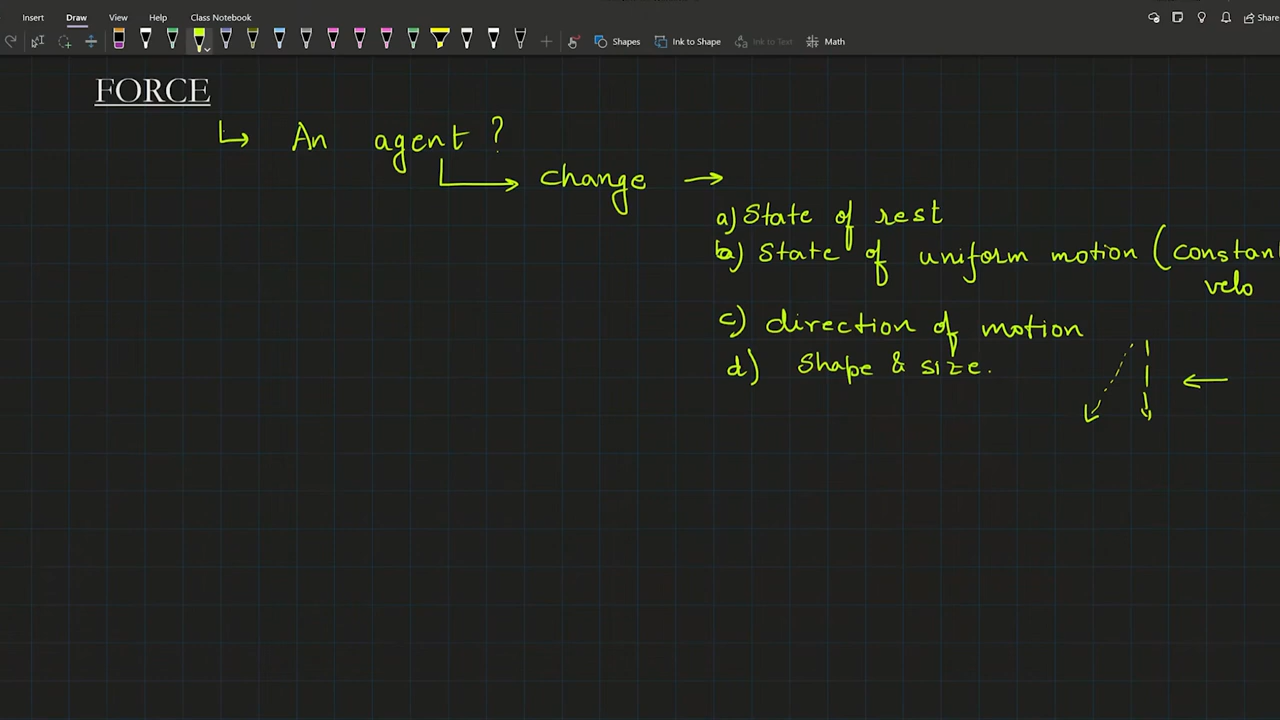 Insert Draw View Help Class Notebook Share
Shapes Ink to Shape Ink to Text Math
FORCE
An agent ?
change
a) State of rest
b) State of uniform motion (constan
velo
c) direction of motion
d) Shape & size.